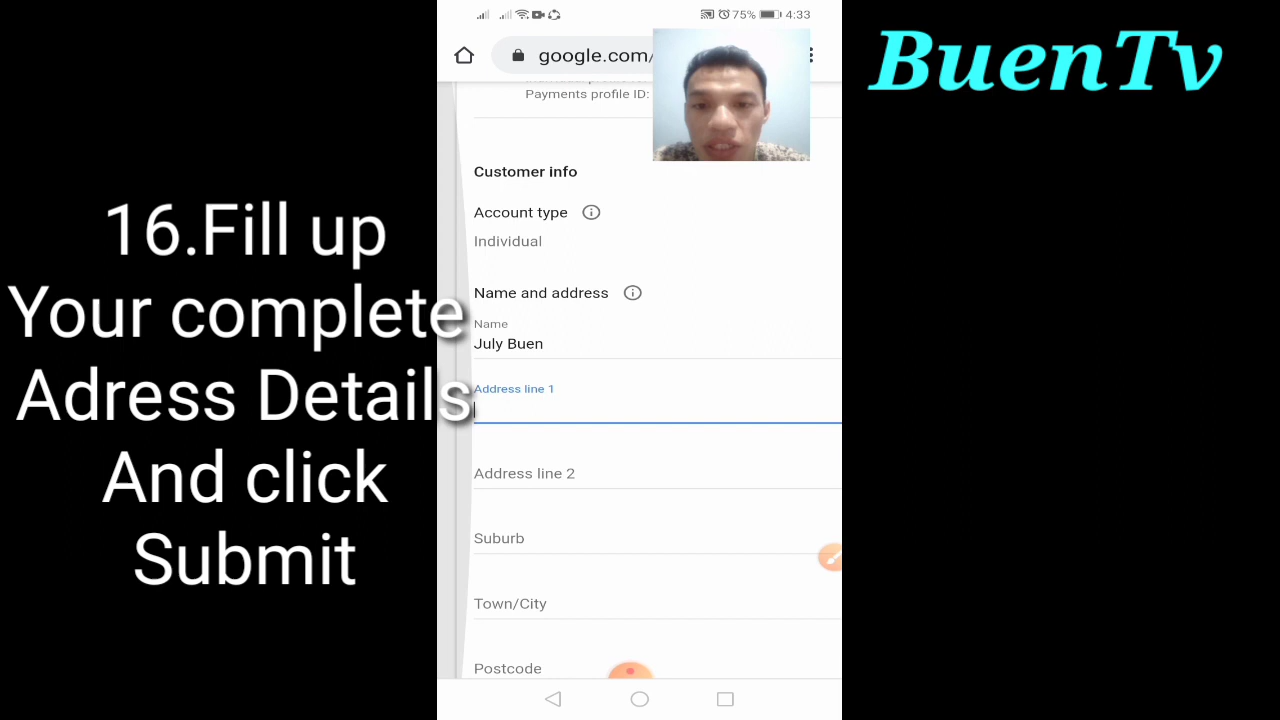 16.Fill up
Your complete
Adress Details
And click
Submit
75% 4:33
google.com/
Payments profile ID:
Customer info
Account type
Individual
Name and address
Name
July Buen
Address line 1
Address line 2
Suburb
Town/City
Postcode
BuenTv